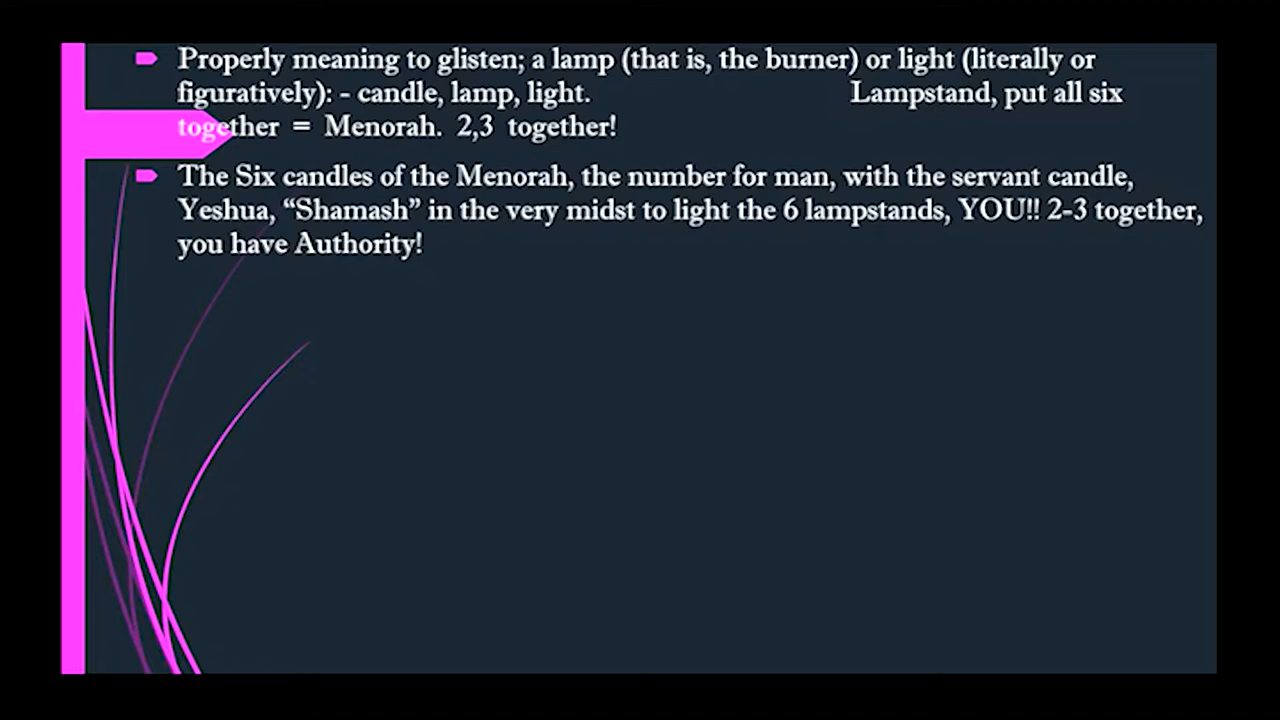 Properly meaning to glisten; a lamp (that is, the burner) or light (literally or
figuratively): - candle, lamp, light. Lampstand, put all six
together = Menorah. 2,3 together!
The Six candles of the Menorah, the number for man, with the servant candle,
Yeshua, “Shamash” in the very midst to light the 6 lampstands, YOU!! 2-3 together,
you have Authority!